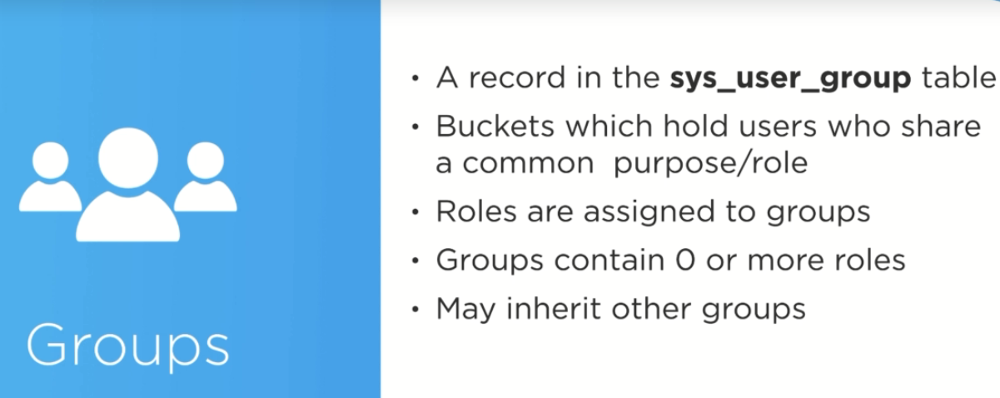 Groups
• A record in the sys_user_group table
• Buckets which hold users who share
a common purpose/role
• Roles are assigned to groups
• Groups contain 0 or more roles
• May inherit other groups